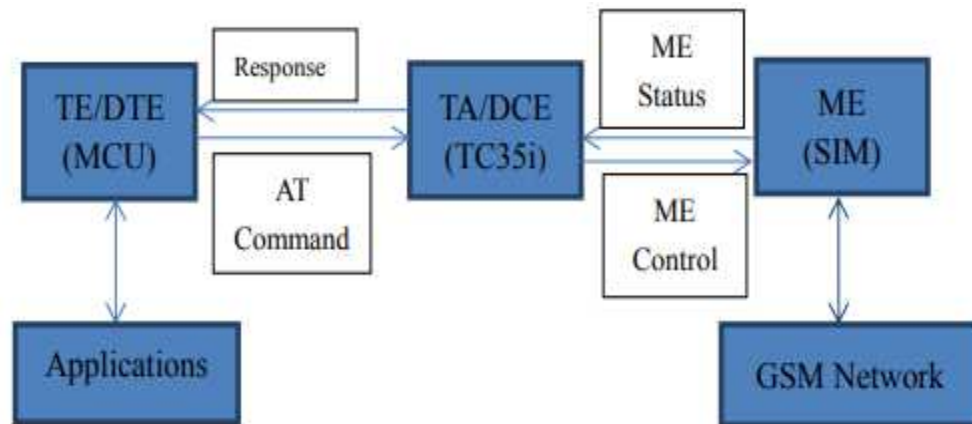 Response
ME
Status
TE/DTE
(MCU)
TA/DCE
(TC35i)
ME
(SIM)
AT
Command
ME
Control
Applications
GSM Network